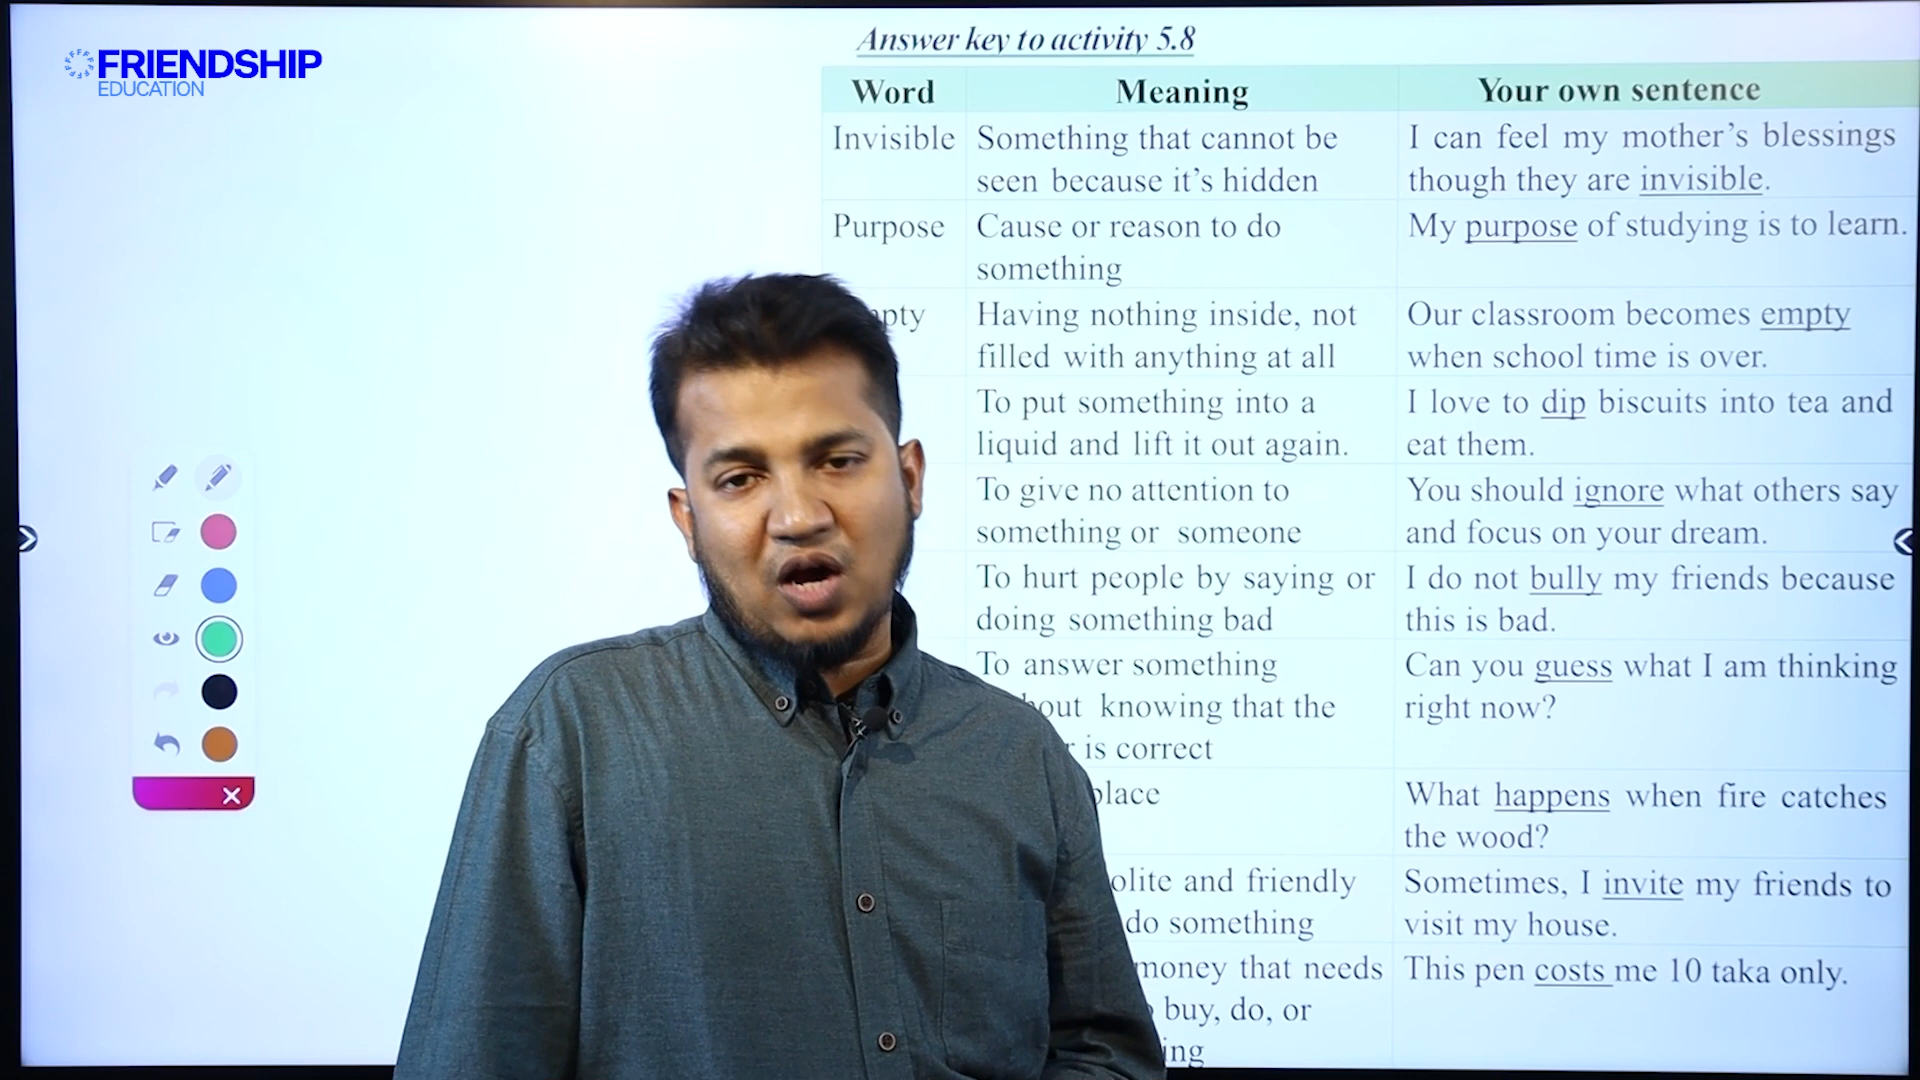 FRIENDSHIP
EDUCATION
Answer key to activity 5.8
Word Meaning Your own sentence
Invisible Something that cannot be I can feel my mother’s blessings
seen because it’s hidden though they are invisible.
Purpose Cause or reason to do My purpose of studying is to learn.
something
Having nothing inside, not Our classroom becomes empty
filled with anything at all when school time is over.
To put something into a I love to dip biscuits into tea and
liquid and lift it out again. eat them.
To give no attention to You should ignore what others say
something or someone and focus on your dream.
To hurt people by saying or I do not bully my friends because
doing something bad this is bad.
To answer something Can you guess what I am thinking
knowing that the right now?
is correct
place What happens when fire catches
the wood?
and friendly Sometimes, I invite my friends to
do something visit my house.
money that needs This pen costs me 10 taka only.
buy, do, or